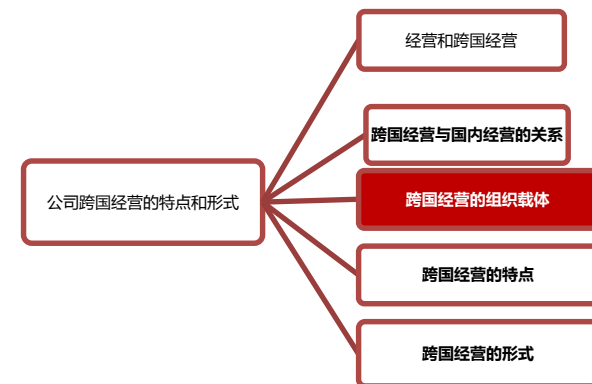 经营和跨国经营
跨国经营与国内经营的关系
公司跨国经营的特点和形式
跨国经营的组织载体
跨国经营的特点
跨国经营的形式